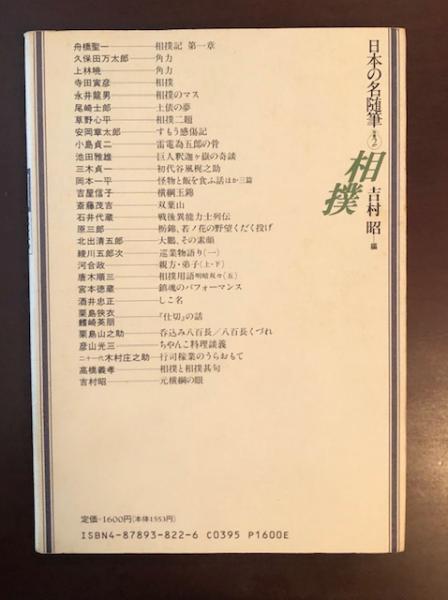 日本の名随筆
別巻2
相撲
吉村 昭 編
舟橋聖一──相撲記 第一章
久保田万太郎──角力
上林暁──角力
寺田寅彦──相撲
永井龍男──相撲のマス
尾崎士郎──土俵の夢
草野心平──相撲二題
安岡章太郎──すもう感傷記
小島貞二──雷電為五郎の骨
池田雅雄──巨人釈迦ヶ嶽の奇談
三木貞一──初代谷風梶之助
岡本一平──怪物と飯を食ふ話ほか三篇
吉屋信子──横綱玉錦
斎藤茂吉──双葉山
石井代蔵──戦後異能力士列伝
原三郎──栃錦、若ノ花の野望くだく投げ
北出清五郎──大鵬、その素顔
綾川五郎次──巡業物語り(一)
河合政──親方・弟子(上・下)
唐木順三──相撲用語明暗双々(五)
宮本徳蔵──鎮魂のパフォーマンス
酒井忠正──しこ名
栗島狭衣
鰭崎英朋──『仕切』の話
栗島山之助──呑込み八百長/八百長くづれ
彦山光三──ちゃんこ料理談義
二十一代木村庄之助──行司稼業のうらおもて
高橋義孝──相撲と相撲甚句
吉村昭──元横綱の眼
定価・1600円(本体1553円)
ISBN4-87893-822-6 C0395 P1600E